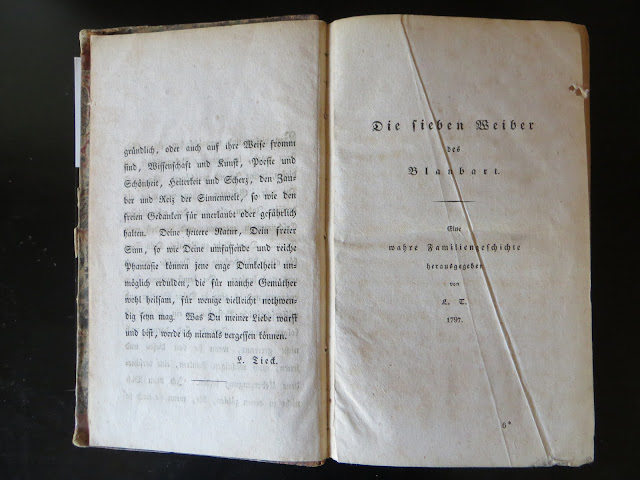 gründlich, oder auch auf ihre Weise fromm
sind, Wissenschaft und Kunst, Poesie und
Schönheit, Heiterkeit und Scherz, den Zau-
ber und Reiz der Sinnenwelt, so wie den
freien Gedanken für unerlaubt oder gefährlich
halten. Deine heitere Natur, Dein freier
Sinn, so wie Deine umfassende und reiche
Phantasie können jene enge Dunkelheit un-
möglich erdulden, die für manche Gemüther
wohl heilsam, für wenige vielleicht nothwen-
dig seyn mag. Was Du meiner Liebe warst
und bist, werde ich niemals vergessen können.
L. Tieck.
Die sieben Weiber
des
Blaubart.
Eine
wahre Familiengeschichte
herausgegeben
von
L. T.
1797.
6*